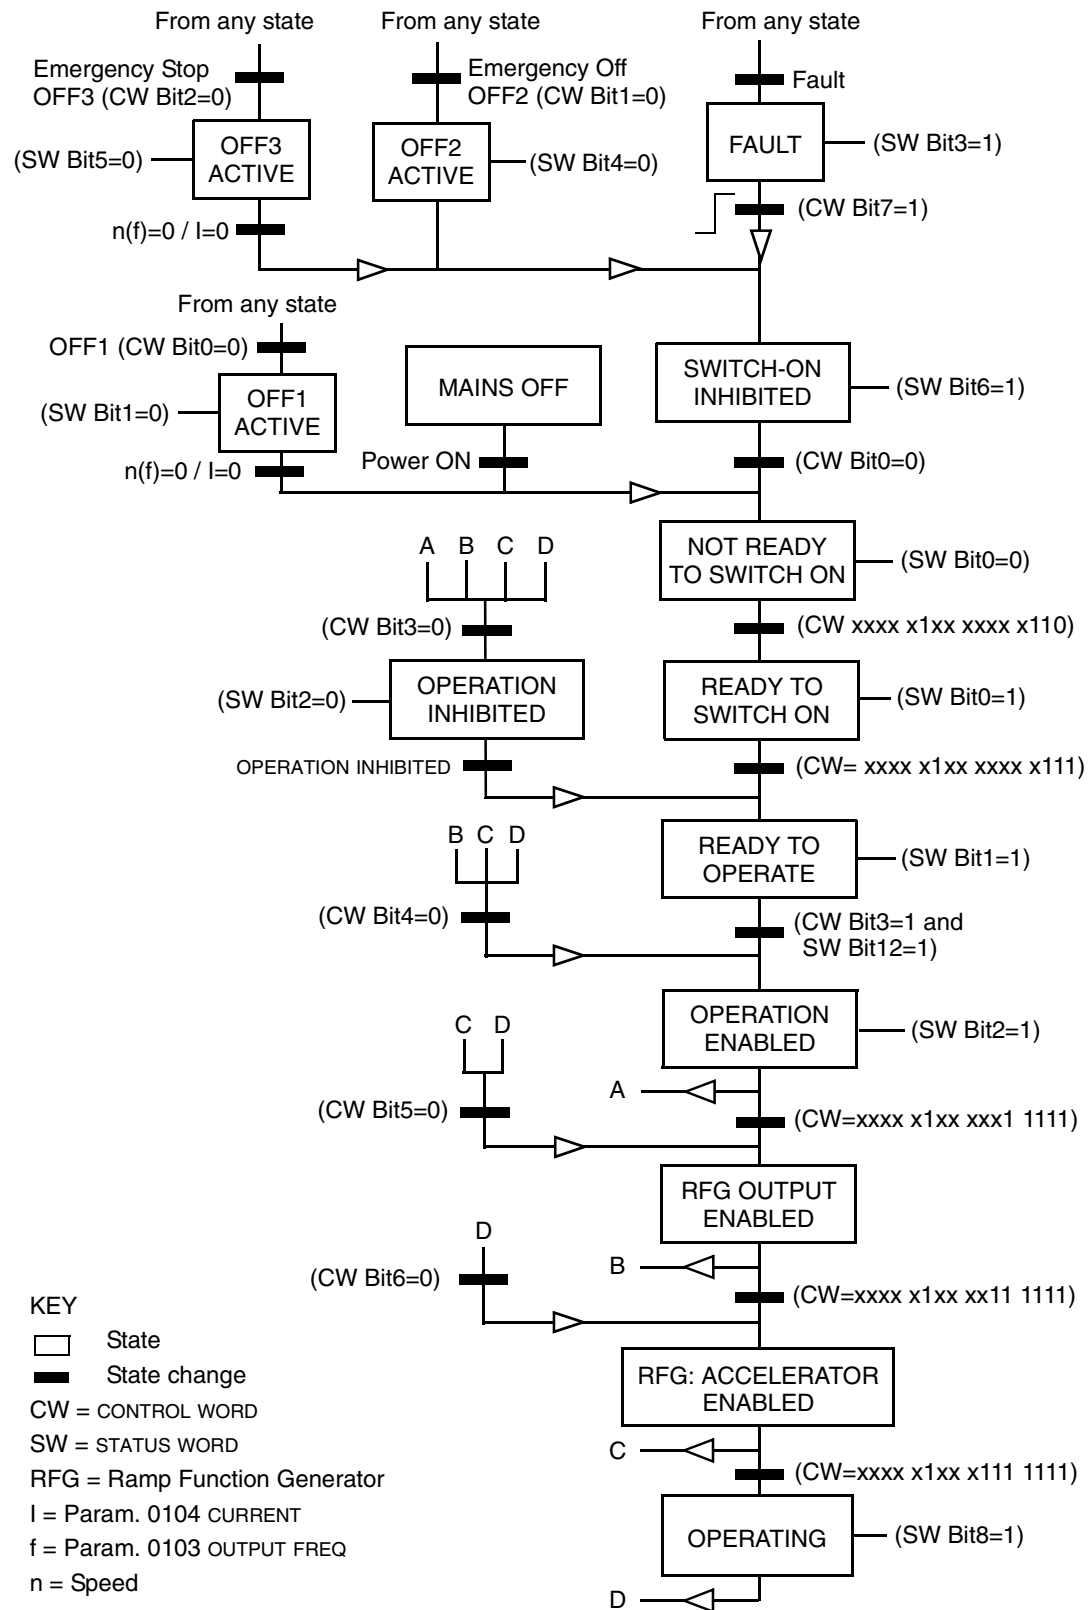 From any state
From any state
From any state
Emergency Stop
OFF3 (CW Bit2=0)
Emergency Off
OFF2 (CW Bit1=0)
Fault
(SW Bit5=0)
OFF3
ACTIVE
OFF2
ACTIVE
(SW Bit4=0)
FAULT
(SW Bit3=1)
n(f)=0 / I=0
(CW Bit7=1)
From any state
OFF1 (CW Bit0=0)
(SW Bit1=0)
OFF1
ACTIVE
MAINS OFF
SWITCH-ON
INHIBITED
(SW Bit6=1)
n(f)=0 / I=0
Power ON
(CW Bit0=0)
A B C D
NOT READY
TO SWITCH ON
(SW Bit0=0)
(CW Bit3=0)
(CW xxxx x1xx xxxx x110)
(SW Bit2=0)
OPERATION
INHIBITED
READY TO
SWITCH ON
(SW Bit0=1)
OPERATION INHIBITED
(CW= xxxx x1xx xxxx x111)
B C D
READY TO
OPERATE
(SW Bit1=1)
(CW Bit4=0)
(CW Bit3=1 and
SW Bit12=1)
C D
OPERATION
ENABLED
(SW Bit2=1)
A
(CW Bit5=0)
(CW=xxxx x1xx xxx1 1111)
RFG OUTPUT
ENABLED
D
B
(CW Bit6=0)
(CW=xxxx x1xx xx11 1111)
RFG: ACCELERATOR
ENABLED
C
(CW=xxxx x1xx x111 1111)
OPERATING
(SW Bit8=1)
D
KEY
State
State change
CW = CONTROL WORD
SW = STATUS WORD
RFG = Ramp Function Generator
I = Param. 0104 CURRENT
f = Param. 0103 OUTPUT FREQ
n = Speed